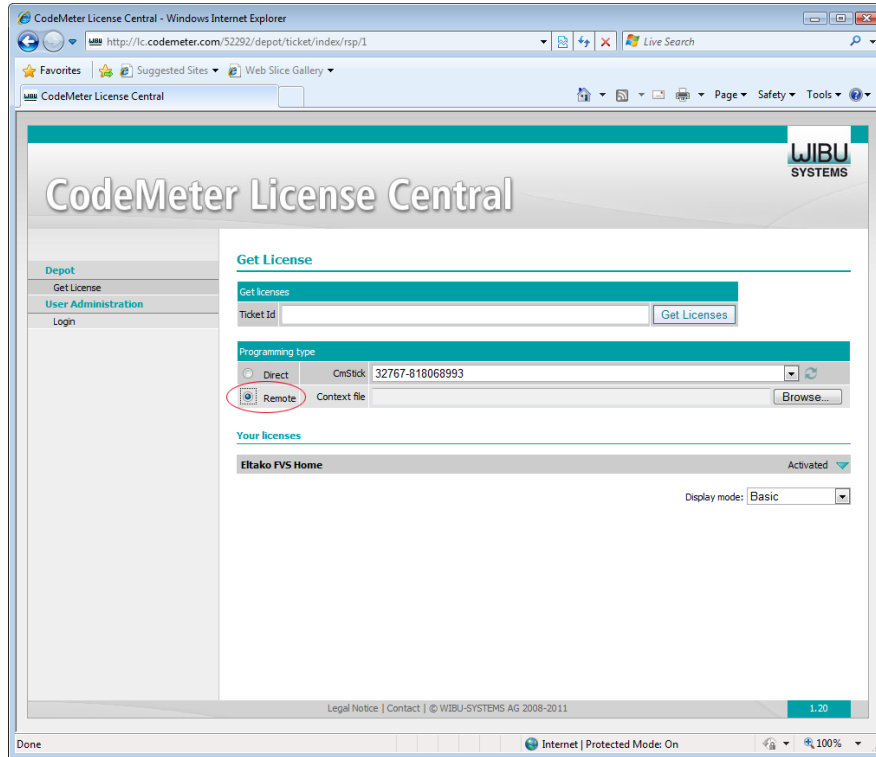 CodeMeter License Central - Windows Internet Explorer
http://lc.codemeter.com/52292/depot/ticket/index/rsp/1
Live Search
Favorites Suggested Sites Web Slice Gallery
CodeMeter License Central
Page Safety Tools
WIBU
SYSTEMS
CodeMeter License Central
Depot
Get License
User Administration
Login
Get License
Get licenses
Ticket Id Get Licenses
Programming type
Direct CmStick 32767-818068993
Remote Context file Browse...
Your licenses
Eltako FVS Home Activated
Display mode: Basic
Legal Notice | Contact | © WIBU-SYSTEMS AG 2008-2011 1.20
Done Internet | Protected Mode: On 100%